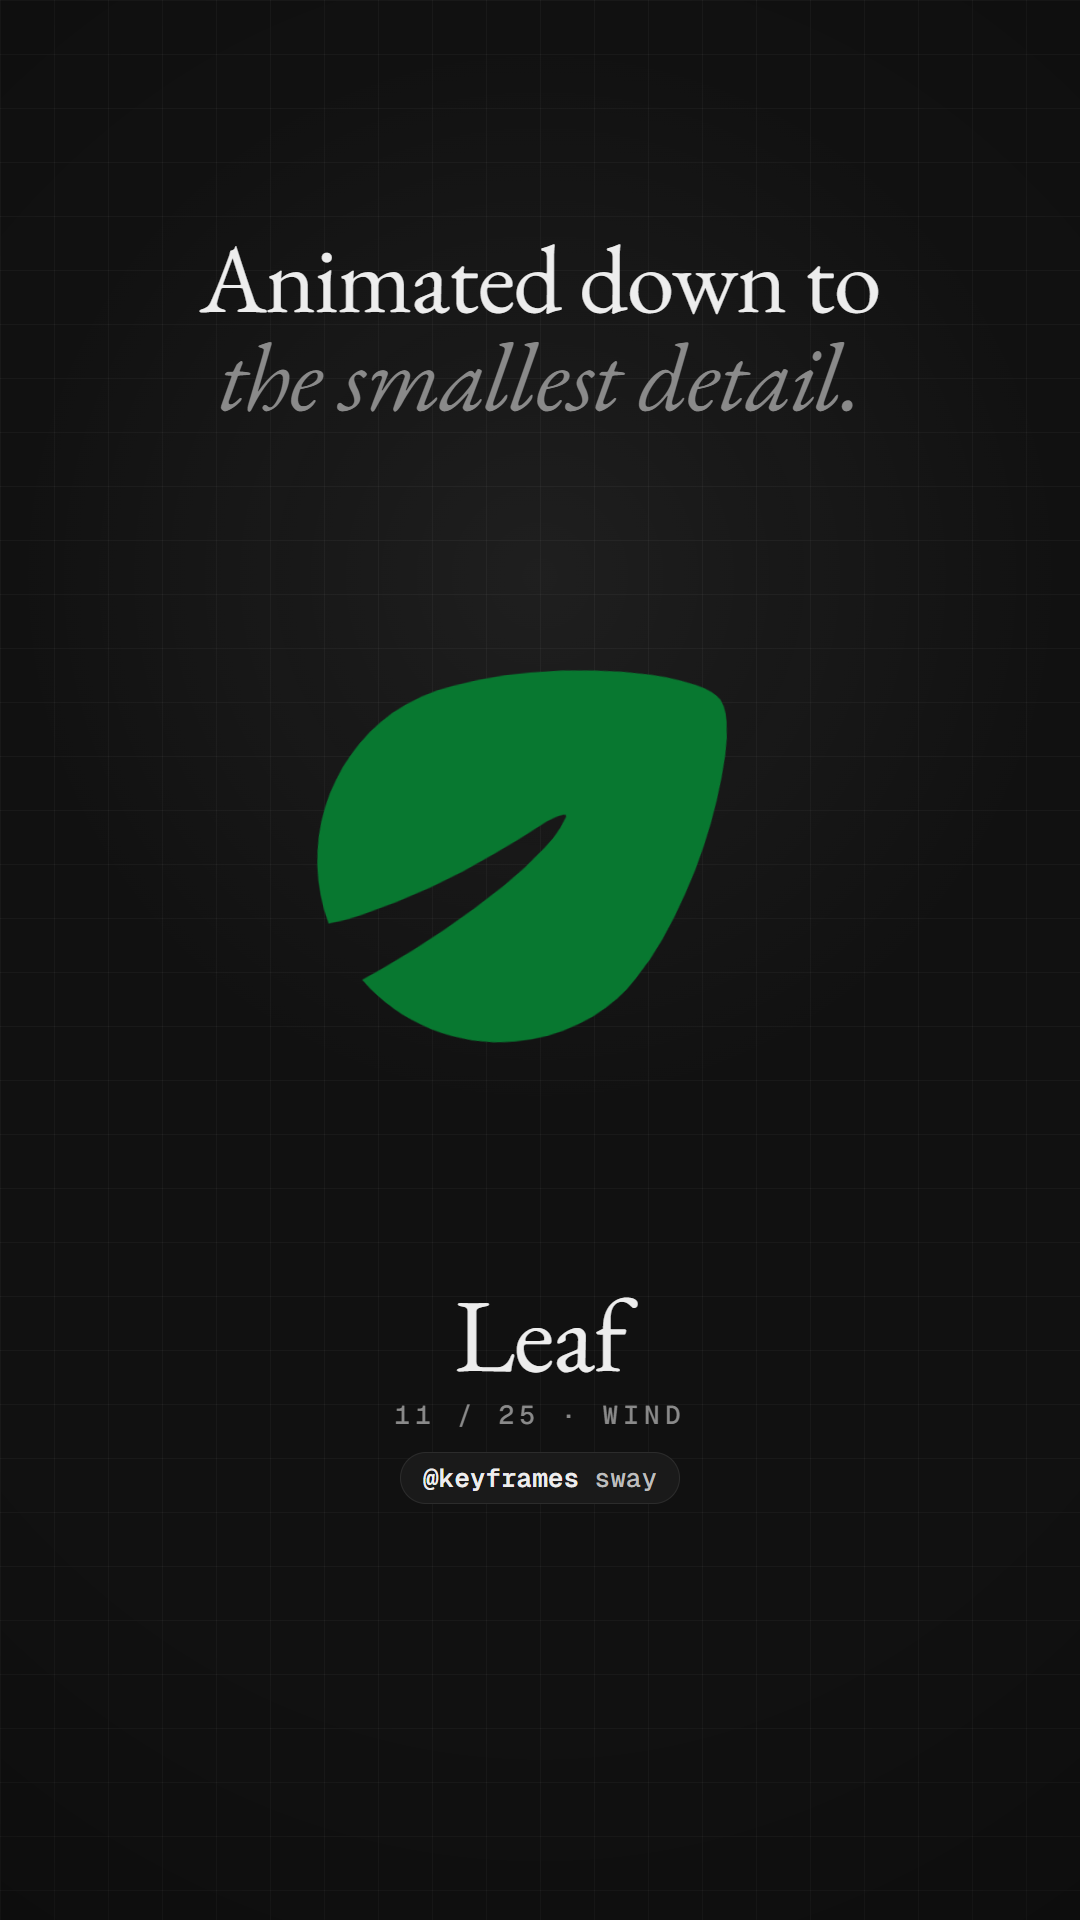 Animated down to
the smallest detail.
Leaf
11 / 25 · WIND
@keyframes sway